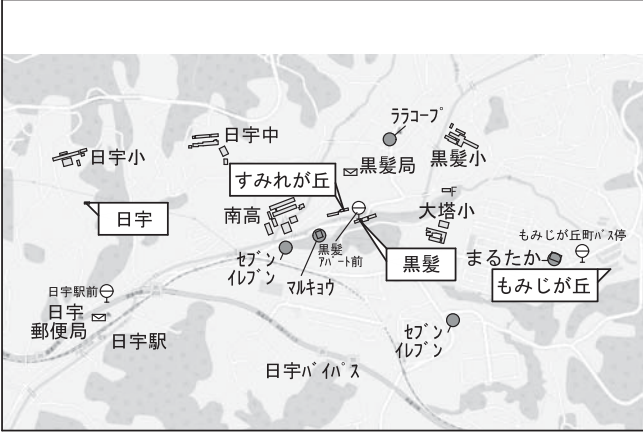 ララコープ
日宇中
黒髪小
日宇小
黒髪局
すみれが丘
大塔小
南高
日宇
もみじが丘町バス停
黒髪
アパート前
黒髪
まるたか
セブン
イレブン
マルキョウ
もみじが丘
日宇駅前
日宇
郵便局
日宇駅
セブン
イレブン
日宇バイパス